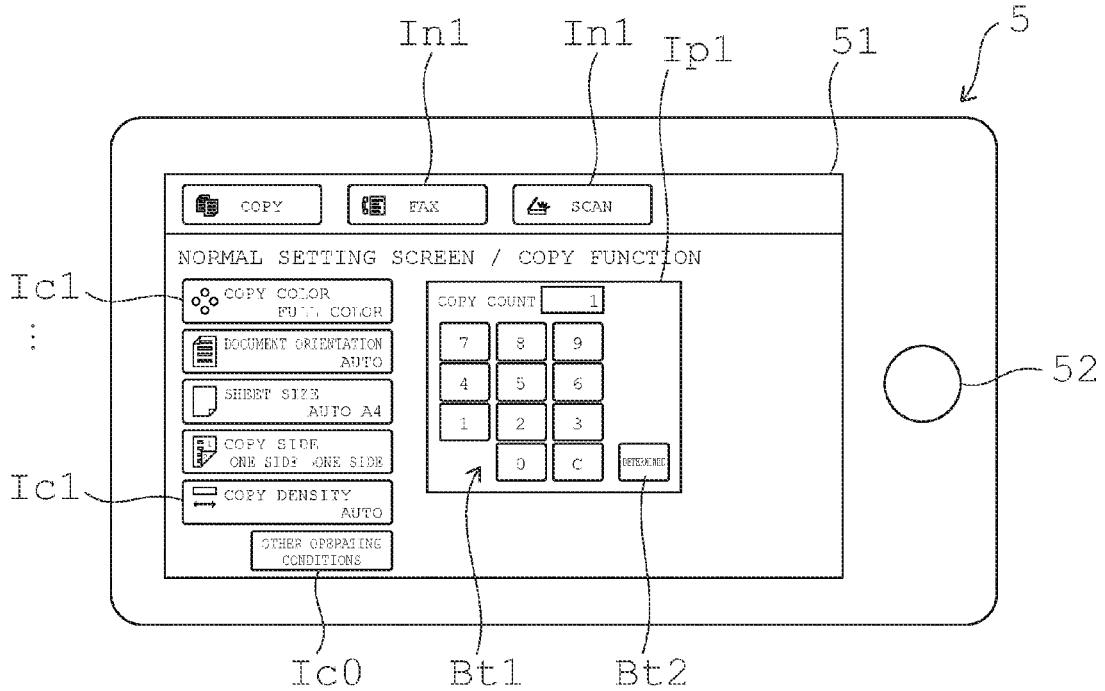 In1 In1 Ip1 51 5
COPY FAX SCAN
NORMAL SETTING SCREEN / COPY FUNCTION
Ic1
COPY COLOR
FULL COLOR
DOCUMENT ORIENTATION
AUTO
SHEET SIZE
AUTO A4
COPY SIDE
ONE SIDE ONE SIDE
Ic1
COPY DENSITY
AUTO
OTHER OPERATING
CONDITIONS
COPY COUNT 1
7 8 9
4 5 6
1 2 3
0 C DETERMINED
52
Ic0 Bt1 Bt2